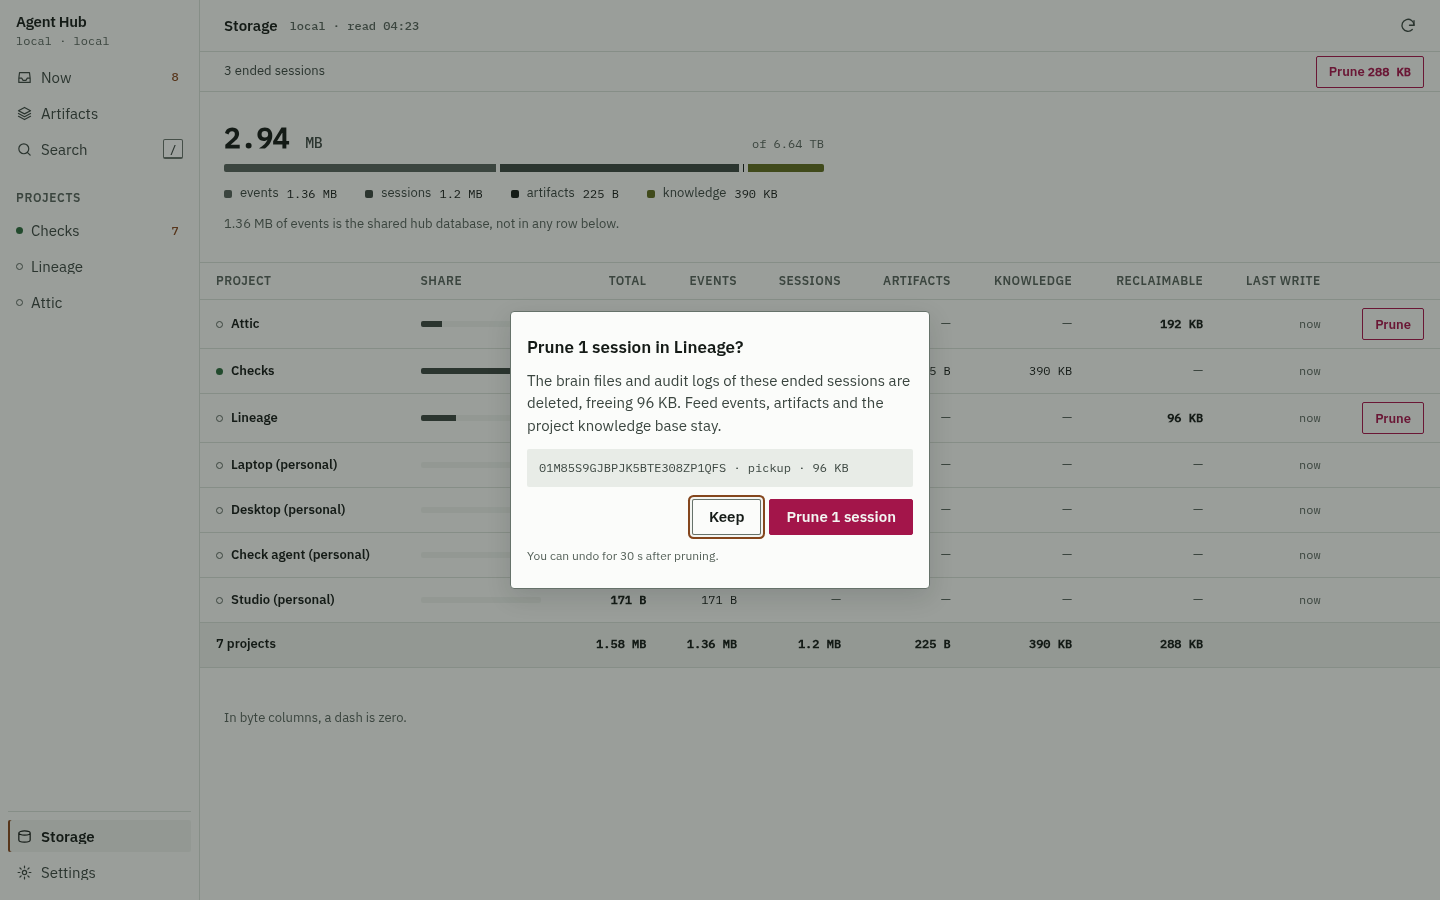 Agent Hub
local · local
Now 8
Artifacts
Search /
PROJECTS
Checks 7
Lineage
Attic
Storage
Settings
Storage local · read 04:23
3 ended sessions
Prune 288 KB
2.94 MB
of 6.64 TB
events 1.36 MB sessions 1.2 MB artifacts 225 B knowledge 390 KB
1.36 MB of events is the shared hub database, not in any row below.
PROJECT SHARE TOTAL EVENTS SESSIONS ARTIFACTS KNOWLEDGE RECLAIMABLE LAST WRITE
Attic — — 192 KB now Prune
Checks 5 B 390 KB — now
Lineage — — 96 KB now Prune
Laptop (personal) — — — now
Desktop (personal) — — — now
Check agent (personal) — — — now
Studio (personal) 171 B 171 B — — — — now
7 projects 1.58 MB 1.36 MB 1.2 MB 225 B 390 KB 288 KB
In byte columns, a dash is zero.
Prune 1 session in Lineage?
The brain files and audit logs of these ended sessions are
deleted, freeing 96 KB. Feed events, artifacts and the
project knowledge base stay.
01M85S9GJBPJK5BTE308ZP1QFS · pickup · 96 KB
Keep
Prune 1 session
You can undo for 30 s after pruning.